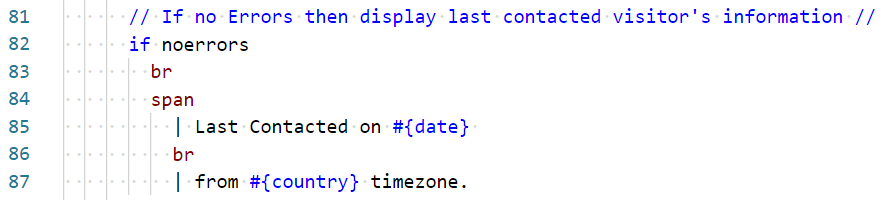 81 // If no Errors then display last contacted visitor's information //
82 if noerrors
83 br
84 span
85 | Last Contacted on #{date}
86 br
87 | from #{country} timezone.